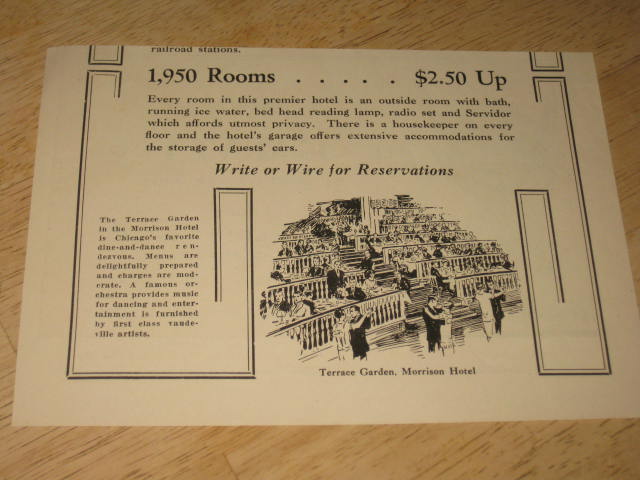 railroad stations.
1,950 Rooms . . . . . $2.50 Up
Every room in this premier hotel is an outside room with bath,
running ice water, bed head reading lamp, radio set and Servidor
which affords utmost privacy. There is a housekeeper on every
floor and the hotel's garage offers extensive accommodations for
the storage of guests' cars.
Write or Wire for Reservations
The Terrace Garden
in the Morrison Hotel
is Chicago's favorite
dine-and-dance ren-
dezvous. Menus are
delightfully prepared
and charges are mod-
erate. A famous or-
chestra provides music
for dancing and enter-
tainment is furnished
by first class vaude-
ville artists.
Terrace Garden, Morrison Hotel